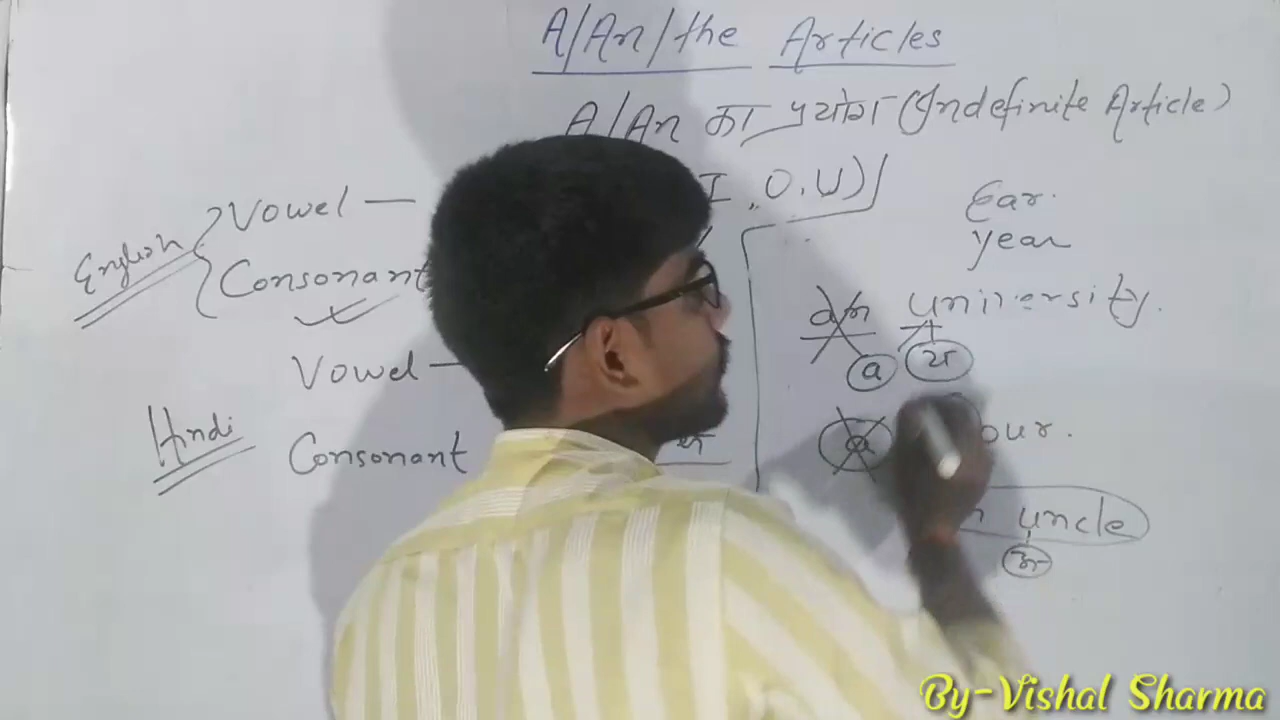 A/An/the Articles
A/An का प्रयोग (Indefinite Article)
English Vowel — I, O, U)
Consonant
Ear.
Year
an university.
a य
Hindi Vowel —
Consonant
a our.
uncle
अ
By-Vishal Sharma